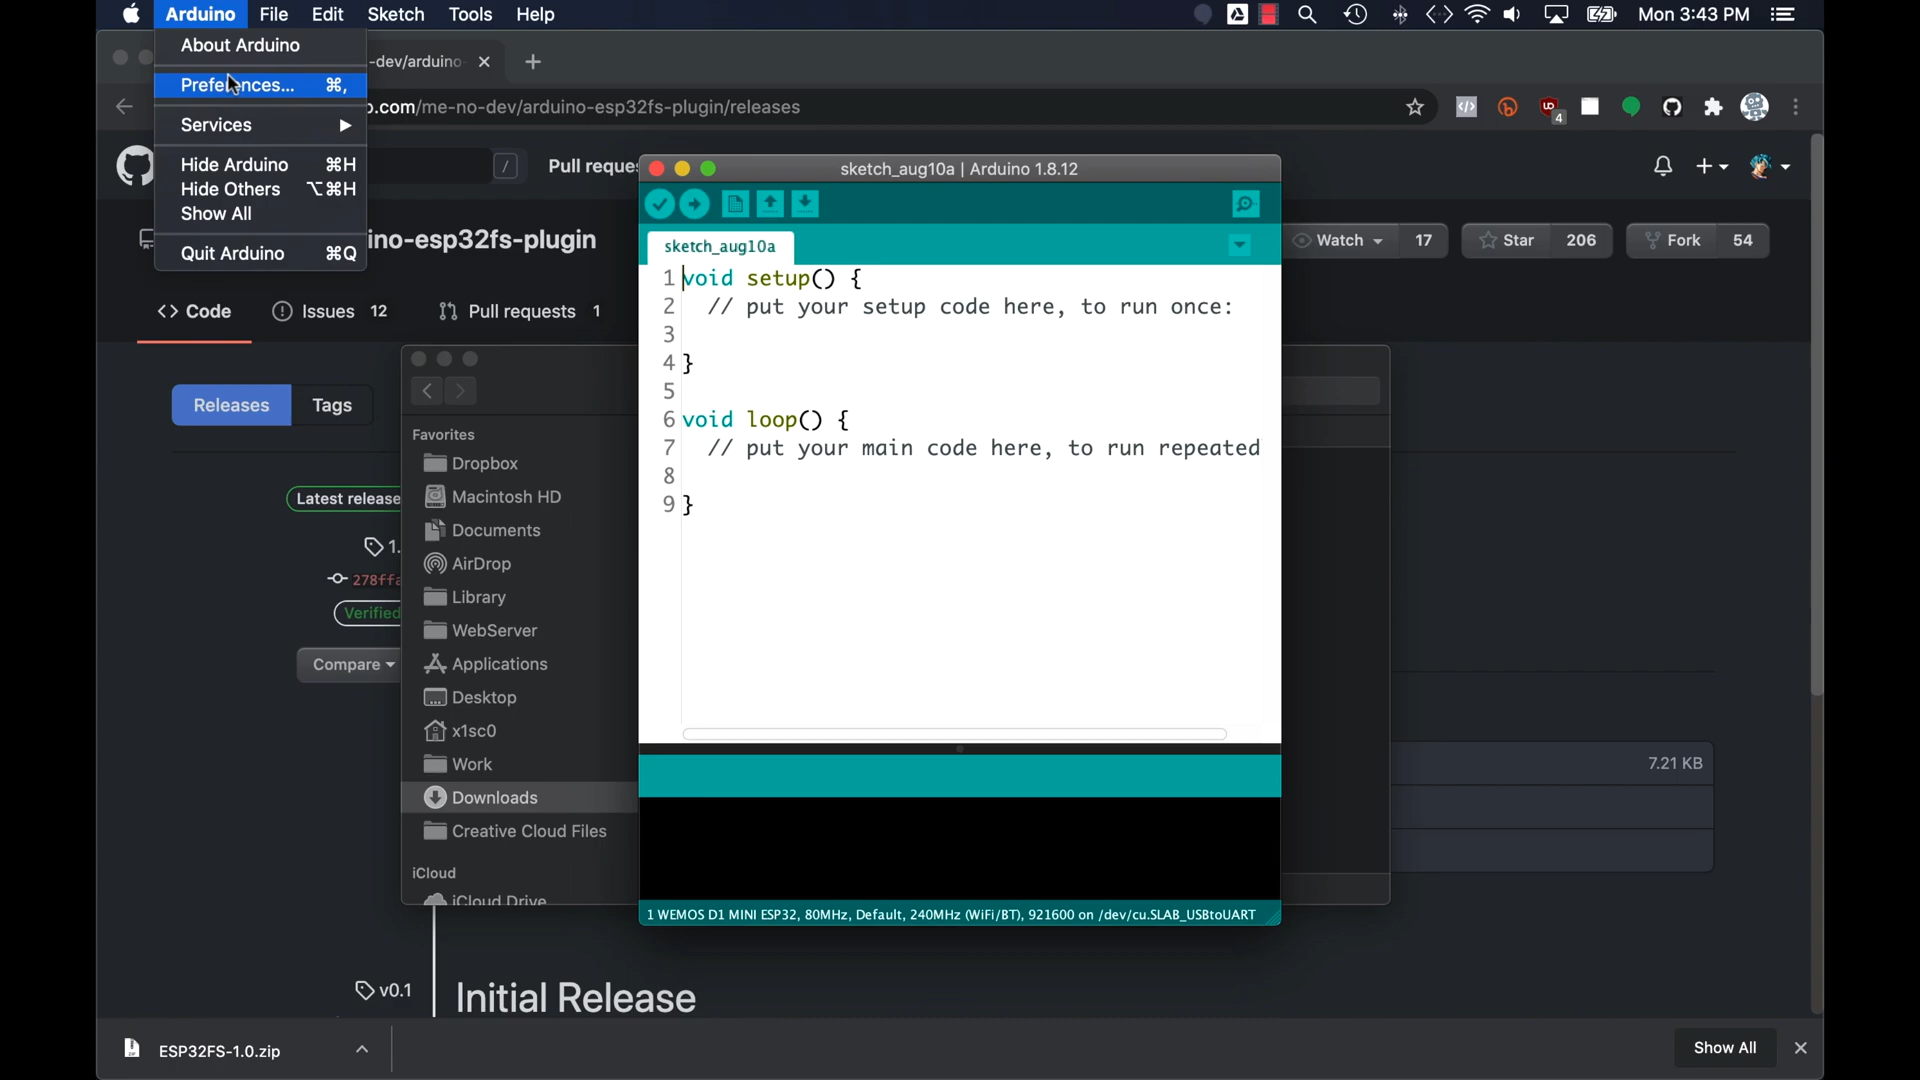 Arduino File Edit Sketch Tools Help
Mon 3:43 PM
About Arduino
Preferences... ⌘,
Services ▶
Hide Arduino ⌘H
Hide Others ⌥⌘H
Show All
Quit Arduino ⌘Q
-dev/arduino-
.com/me-no-dev/arduino-esp32fs-plugin/releases
4
/
Pull reque
ino-esp32fs-plugin
Watch 17
Star 206
Fork 54
<> Code
Issues 12
Pull requests 1
Releases
Tags
Latest release
1.
278ffa
Verified
Compare
Favorites
Dropbox
Macintosh HD
Documents
AirDrop
Library
WebServer
Applications
Desktop
x1sc0
Work
Downloads
Creative Cloud Files
iCloud
iCloud Drive
sketch_aug10a | Arduino 1.8.12
sketch_aug10a
1 void setup() {
2 // put your setup code here, to run once:
3
4 }
5
6 void loop() {
7 // put your main code here, to run repeated
8
9 }
1 WEMOS D1 MINI ESP32, 80MHz, Default, 240MHz (WiFi/BT), 921600 on /dev/cu.SLAB_USBtoUART
7.21 KB
v0.1
Initial Release
ESP32FS-1.0.zip
Show All